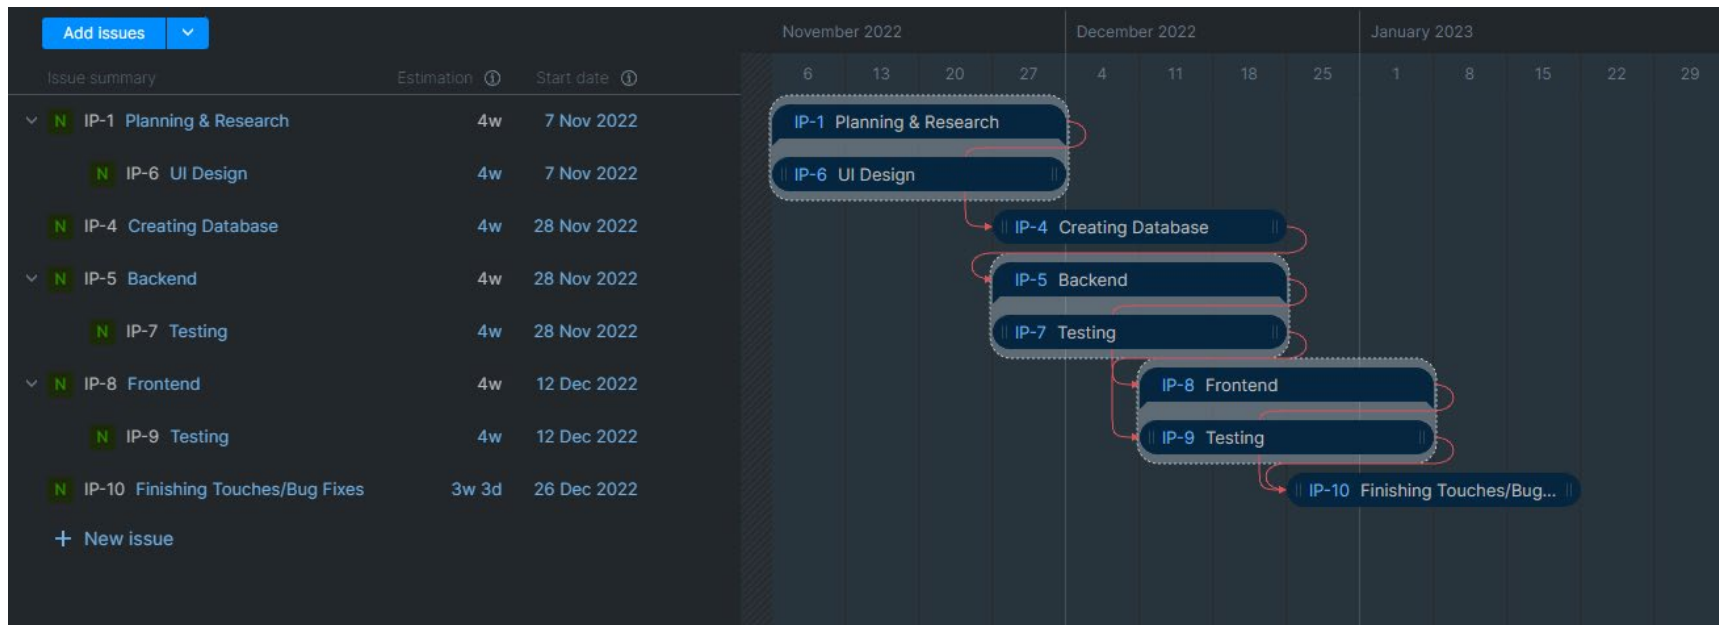 Add issues
November 2022 December 2022 January 2023
Issue summary Estimation Start date
6 13 20 27 4 11 18 25 1 8 15 22 29
N IP-1 Planning & Research 4w 7 Nov 2022
IP-1 Planning & Research
N IP-6 UI Design 4w 7 Nov 2022
IP-6 UI Design
N IP-4 Creating Database 4w 28 Nov 2022
IP-4 Creating Database
N IP-5 Backend 4w 28 Nov 2022
IP-5 Backend
N IP-7 Testing 4w 28 Nov 2022
IP-7 Testing
N IP-8 Frontend 4w 12 Dec 2022
IP-8 Frontend
N IP-9 Testing 4w 12 Dec 2022
IP-9 Testing
N IP-10 Finishing Touches/Bug Fixes 3w 3d 26 Dec 2022
IP-10 Finishing Touches/Bug...
+ New issue